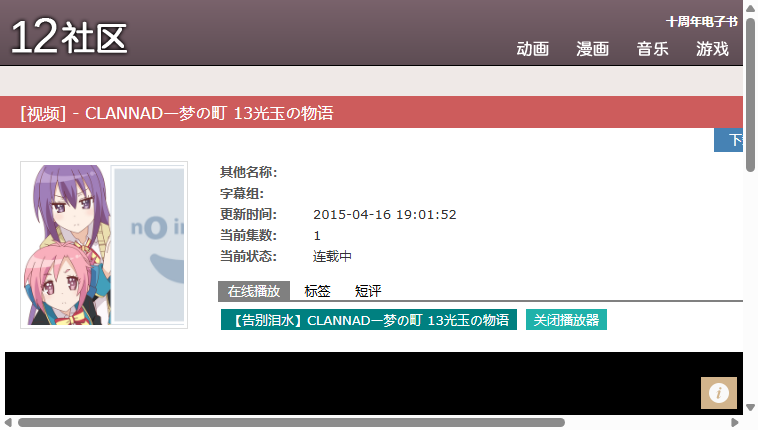 十周年电子书
12社区
动画 漫画 音乐 游戏
[视频] - CLANNAD一梦の町 13光玉の物语
其他名称:
字幕组:
更新时间: 2015-04-16 19:01:52
当前集数: 1
当前状态: 连载中
在线播放 标签 短评
【告别泪水】CLANNAD一梦の町 13光玉の物语 关闭播放器